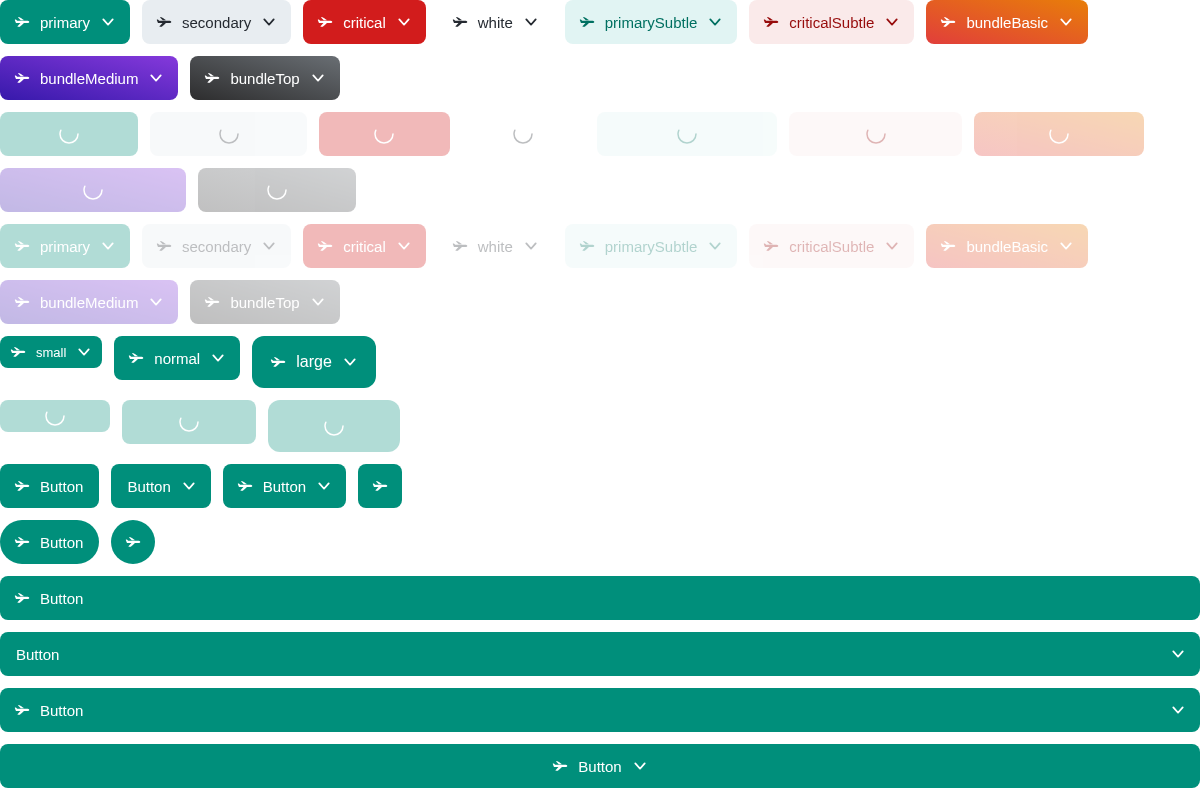 primary secondary critical white primarySubtle criticalSubtle bundleBasic
bundleMedium bundleTop
primary secondary critical white primarySubtle criticalSubtle bundleBasic
bundleMedium bundleTop
small normal large
Button Button Button
Button
Button
Button
Button
Button